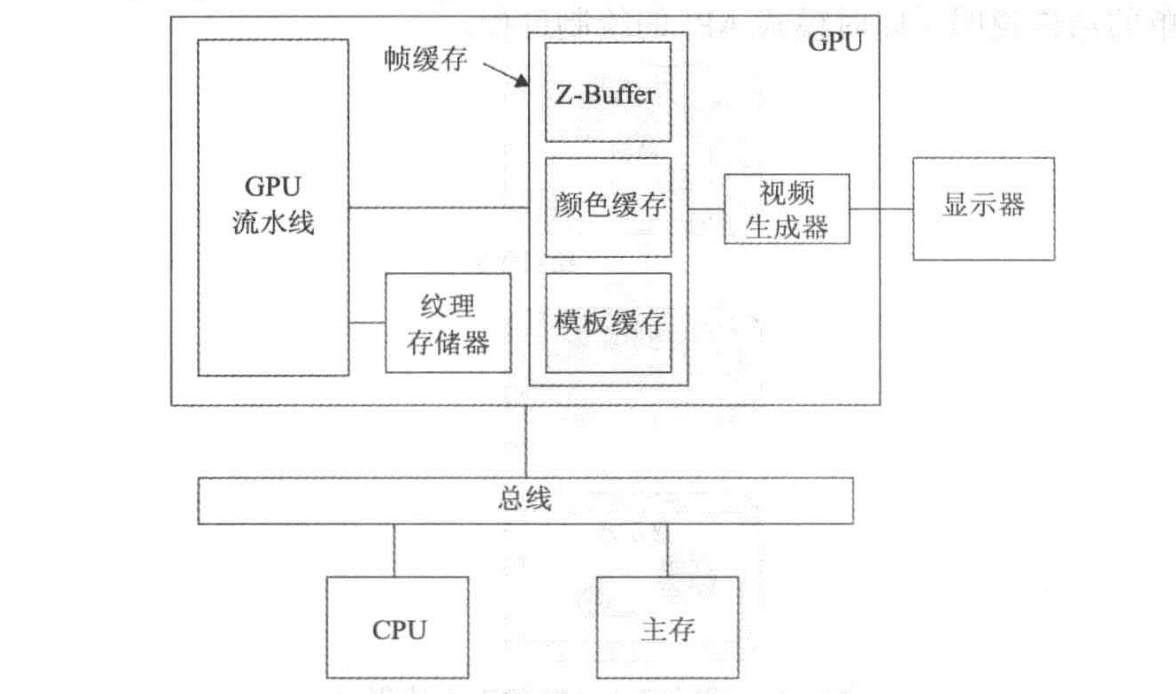 GPU
帧缓存
Z-Buffer
GPU
流水线
颜色缓存
视频
生成器
显示器
纹理
存储器
模板缓存
总线
CPU
主存